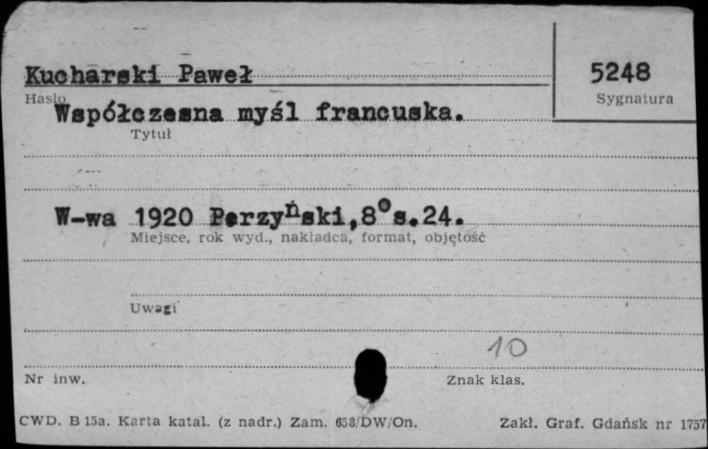 Kucharski Paweł
5248
Hasło
Sygnatura
Współczesna myśl francuska.
Tytuł
W-wa 1920 Perzyński,8° s.24.
Miejsce, rok wyd., nakładca, format, objętość
Uwagi
10
Nr inw.
Znak klas.
CWD. B 15a. Karta katal. (z nadr.) Zam. 658/DW/On.
Zakł. Graf. Gdańsk nr 1757